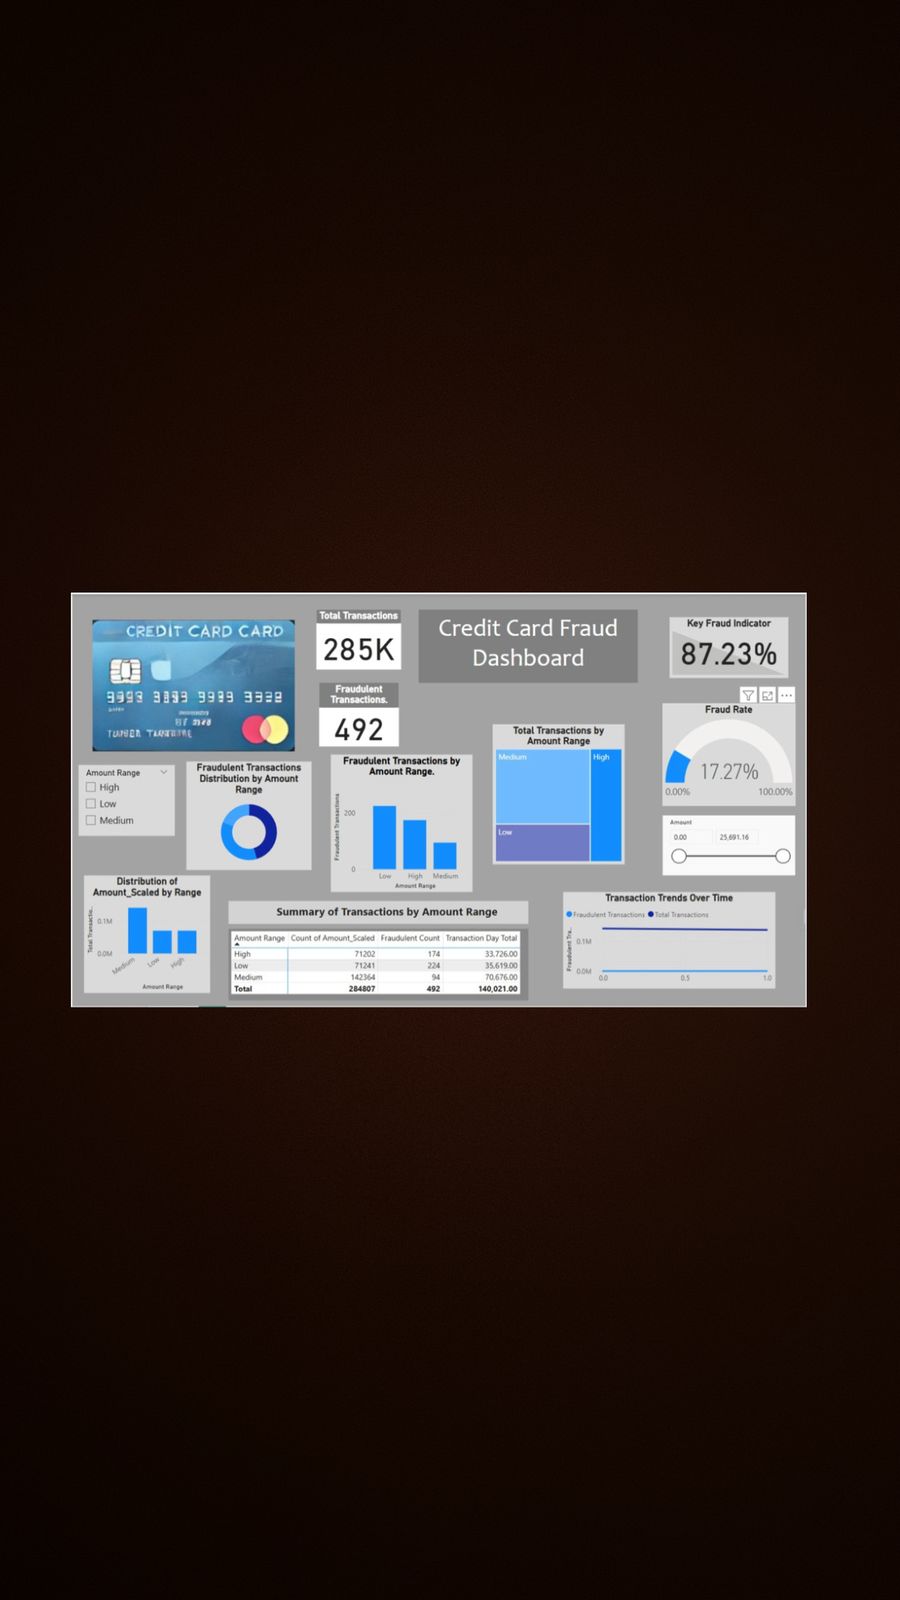 CREDIT CARD CARD
Total Transactions
285K
Fraudulent
Transactions.
492
Credit Card Fraud
Dashboard
Key Fraud Indicator
87.23%
Fraud Rate
17.27%
0.00%
100.00%
Amount
0.00
25,691.16
Amount Range
High
Low
Medium
Fraudulent Transactions
Distribution by Amount
Range
Fraudulent Transactions by
Amount Range.
Fraudulent Transactions
200
0
Low
High
Medium
Amount Range
Total Transactions by
Amount Range
Medium
High
Low
Distribution of
Amount_Scaled by Range
Total Transactio...
0.1M
0.0M
Medium
Low
High
Amount Range
Summary of Transactions by Amount Range
Amount Range Count of Amount_Scaled Fraudulent Count Transaction Day Total
High 71202 174 33,726.00
Low 71241 224 35,619.00
Medium 142364 94 70,676.00
Total 284807 492 140,021.00
Transaction Trends Over Time
Fraudulent Transactions Total Transactions
Fraudulent Tra...
0.1M
0.0M
0.0
0.5
1.0